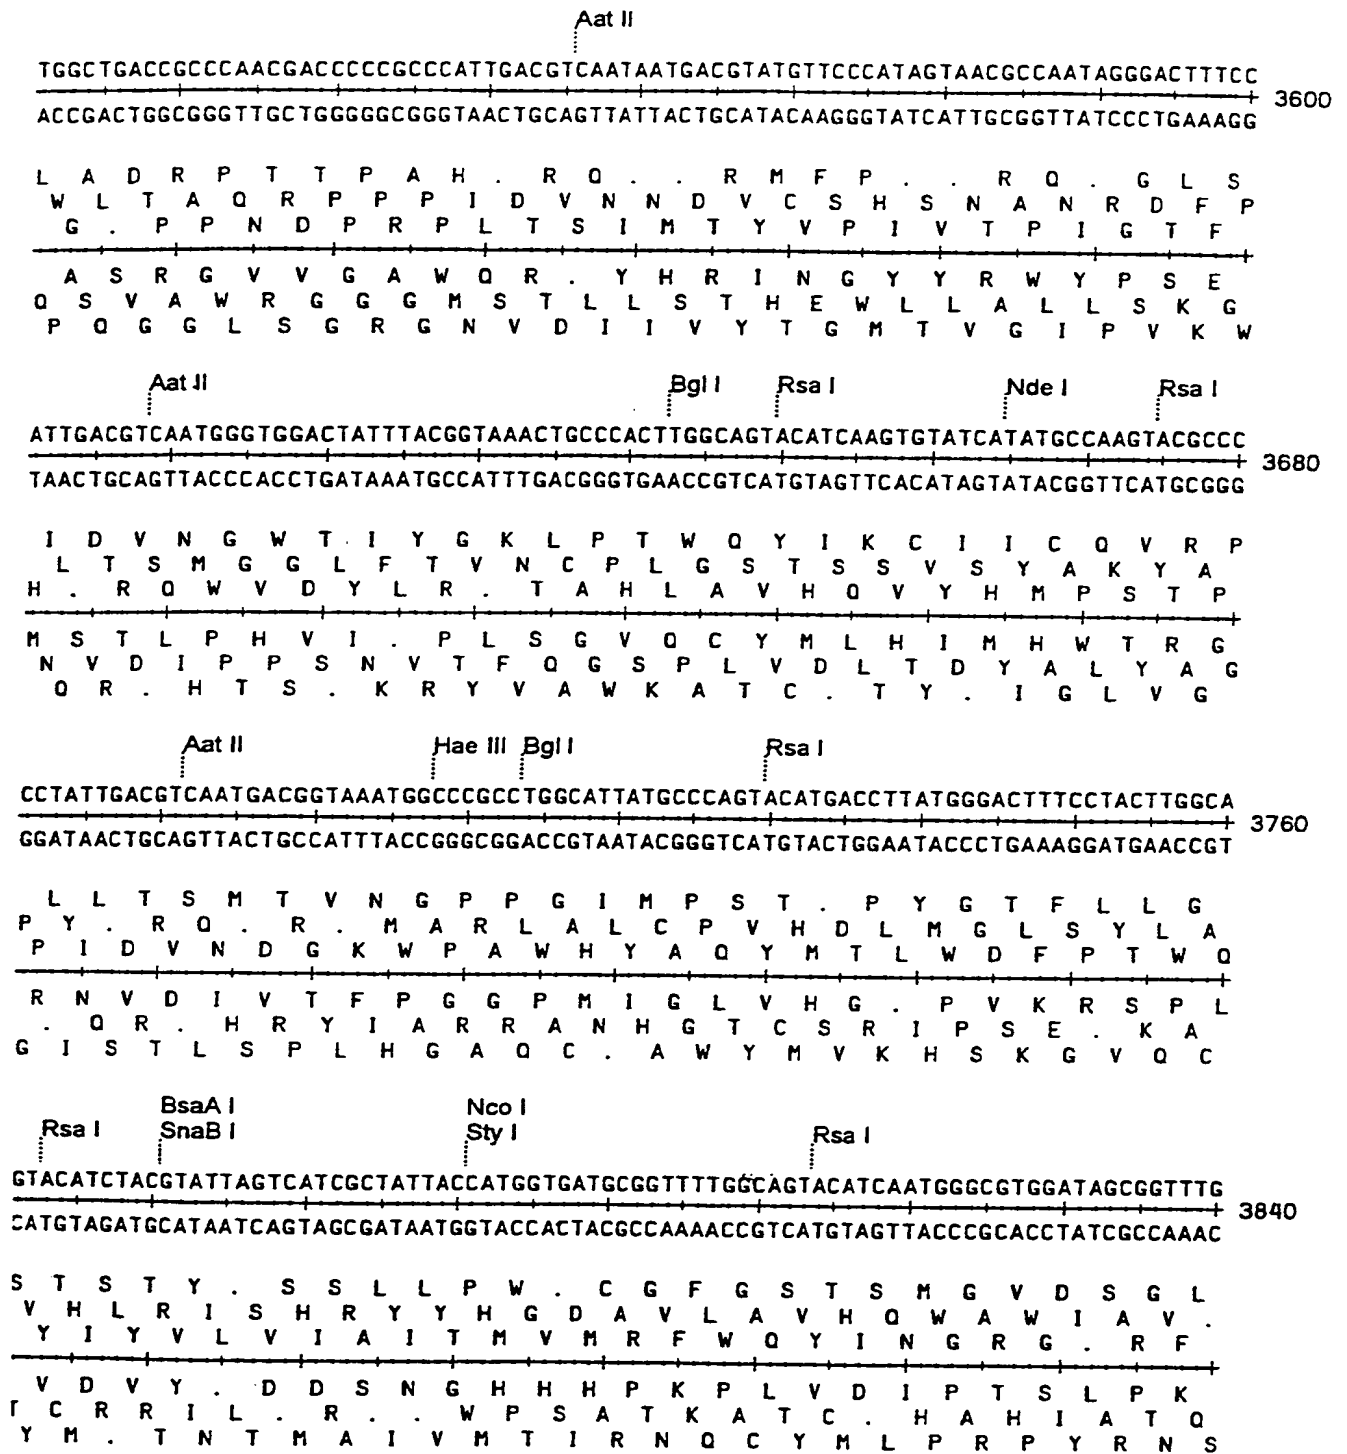 Aat II
TGGCTGACCGCCCAACGACCCCCGCCCATTGACGTCAATAATGACGTATGTTCCCATAGTAACGCCAATAGGGACTTTCC
3600
ACCGACTGGCGGGTTGCTGGGGGCGGGTAACTGCAGTTATTACTGCATACAAGGGTATCATTGCGGTTATCCCTGAAAGG
L A D R P T T P A H . R Q . . R M F P . . R Q . G L S
W L T A Q R P P P I D V N N D V C S H S N A N R D F P
G . P P N D P R P L T S I M T Y V P I V T P I G T F
A S R G V V G A W Q R . Y H R I N G Y Y R W Y P S E
Q S V A W R G G G M S T L L S T H E W L L A L L S K G
P Q G G L S G R G N V D I I V Y T G M T V G I P V K W
Aat II Bgl I Rsa I Nde I Rsa I
ATTGACGTCAATGGGTGGACTATTTACGGTAAACTGCCCACTTGGCAGTACATCAAGTGTATCATATGCCAAGTACGCCC
3680
TAACTGCAGTTACCCACCTGATAAATGCCATTTGACGGGTGAACCGTCATGTAGTTCACATAGTATACGGTTCATGCGGG
I D V N G W T I Y G K L P T W Q Y I K C I I C Q V R P
L T S M G G L F T V N C P L G S T S S V S Y A K Y A
H . R Q W V D Y L R . T A H L A V H Q V Y H M P S T P
M S T L P H V I . P L S G V Q C Y M L H I M H W T R G
N V D I P P S N V T F Q G S P L V D L T D Y A L Y A G
Q R . H T S . K R Y V A W K A T C . T Y . I G L V G
Aat II Hae III Bgl I Rsa I
CCTATTGACGTCAATGACGGTAAATGGCCCGCCTGGCATTATGCCCAGTACATGACCTTATGGGACTTTCCTACTTGGCA
3760
GGATAACTGCAGTTACTGCCATTTACCGGGCGGACCGTAATACGGGTCATGTACTGGAATACCCTGAAAGGATGAACCGT
L L T S M T V N G P P G I M P S T . P Y G T F L L G
P Y . R Q . R . M A R L A L C P V H D L M G L S Y L A
P I D V N D G K W P A W H Y A Q Y M T L W D F P T W Q
R N V D I V T F P G G P M I G L V H G . P V K R S P L
. Q R . H R Y I A R R A N H G T C S R I P S E . K A
G I S T L S P L H G A Q C . A W Y M V K H S K G V Q C
BsaA I Nco I
Rsa I SnaB I Sty I Rsa I
GTACATCTACGTATTAGTCATCGCTATTACCATGGTGATGCGGTTTTGGCAGTACATCAATGGGCGTGGATAGCGGTTTG
3840
CATGTAGATGCATAATCAGTAGCGATAATGGTACCACTACGCCAAAACCGTCATGTAGTTACCCGCACCTATCGCCAAAC
S T S T Y . S S L L P W . C G F G S T S M G V D S G L
V H L R I S H R Y Y H G D A V L A V H Q W A W I A V .
Y I Y V L V I A I T M V M R F W Q Y I N G R G . R F
V D V Y . D D S N G H H H P K P L V D I P T S L P K
T C R R I L . R . . W P S A T K A T C . H A H I A T Q
Y M . T N T M A I V M T I R N Q C Y M L P R P Y R N S